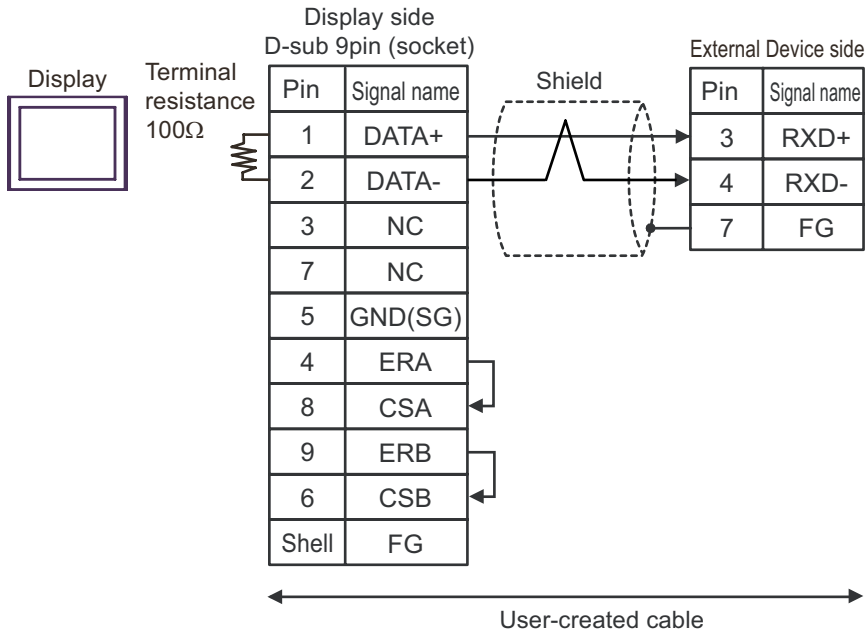 Display side
D-sub 9pin (socket)
External Device side
Display
Terminal
resistance
100Ω
Shield
Pin Signal name
1 DATA+
2 DATA-
3 NC
7 NC
5 GND(SG)
4 ERA
8 CSA
9 ERB
6 CSB
Shell FG
Pin Signal name
3 RXD+
4 RXD-
7 FG
User-created cable